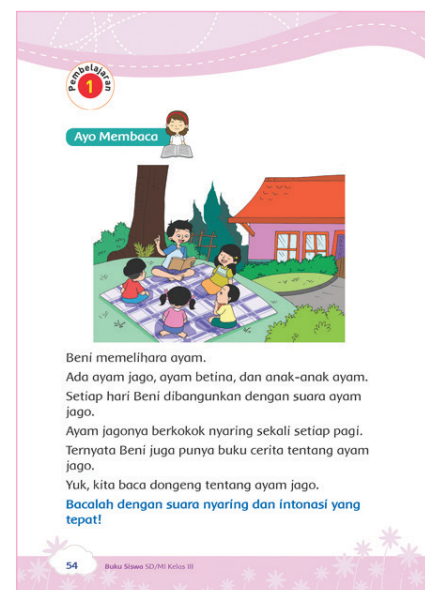 Pembelajaran
1
Ayo Membaca
Beni memelihara ayam.
Ada ayam jago, ayam betina, dan anak-anak ayam.
Setiap hari Beni dibangunkan dengan suara ayam
jago.
Ayam jagonya berkokok nyaring sekali setiap pagi.
Ternyata Beni juga punya buku cerita tentang ayam
jago.
Yuk, kita baca dongeng tentang ayam jago.
Bacalah dengan suara nyaring dan intonasi yang
tepat!
54 Buku Siswa SD/MI Kelas III